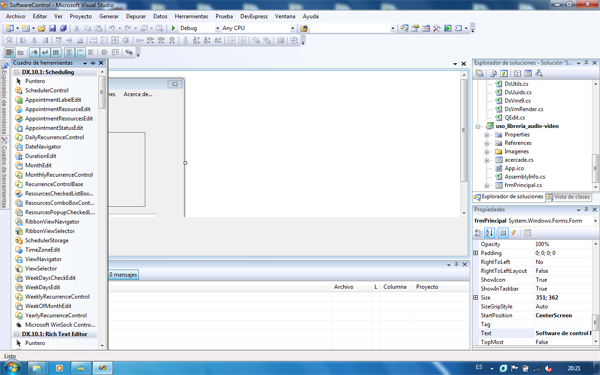 SoftwareControl - Microsoft Visual Studio
Archivo Editar Ver Proyecto Generar Depurar Datos Herramientas Prueba DevExpress Ventana Ayuda
Debug Any CPU
Explorador de servidores
Cuadro de herramientas
Cuadro de herramientas
DX.10.1: Scheduling
Puntero
SchedulerControl
AppointmentLabelEdit
AppointmentResourceEdit
AppointmentResourcesEdit
AppointmentStatusEdit
DailyRecurrenceControl
DateNavigator
DurationEdit
MonthEdit
MonthlyRecurrenceControl
RecurrenceControlBase
ResourcesCheckedListBox...
ResourcesComboBoxCont...
ResourcesPopupCheckedL...
RibbonViewNavigator
RibbonViewSelector
SchedulerStorage
TimeZoneEdit
ViewNavigator
ViewSelector
WeekDaysCheckEdit
WeekDaysEdit
WeeklyRecurrenceControl
WeekOfMonthEdit
YearlyRecurrenceControl
Microsoft WinSock Contro...
DX.10.1: Rich Text Editor
Puntero
nes Acerca de...
0 mensajes
Archivo L Columna Proyecto
Explorador de soluciones - Solución 'S...
DsUtils.cs
DsUuids.cs
DsVmr9.cs
DsVmRender.cs
QEdit.cs
uso_libreria_audio-video
Properties
References
Imagenes
acercade.cs
App.ico
AssemblyInfo.cs
frmPrincipal.cs
Explorador de soluciones Vista de clases
Propiedades
frmPrincipal System.Windows.Forms.Form
Opacity 100%
Padding 0; 0; 0; 0
RightToLeft No
RightToLeftLayout False
ShowIcon True
ShowInTaskbar True
Size 351; 362
SizeGripStyle Auto
StartPosition CenterScreen
Tag
Text Software de control
TopMost False
Listo
ES 20:21